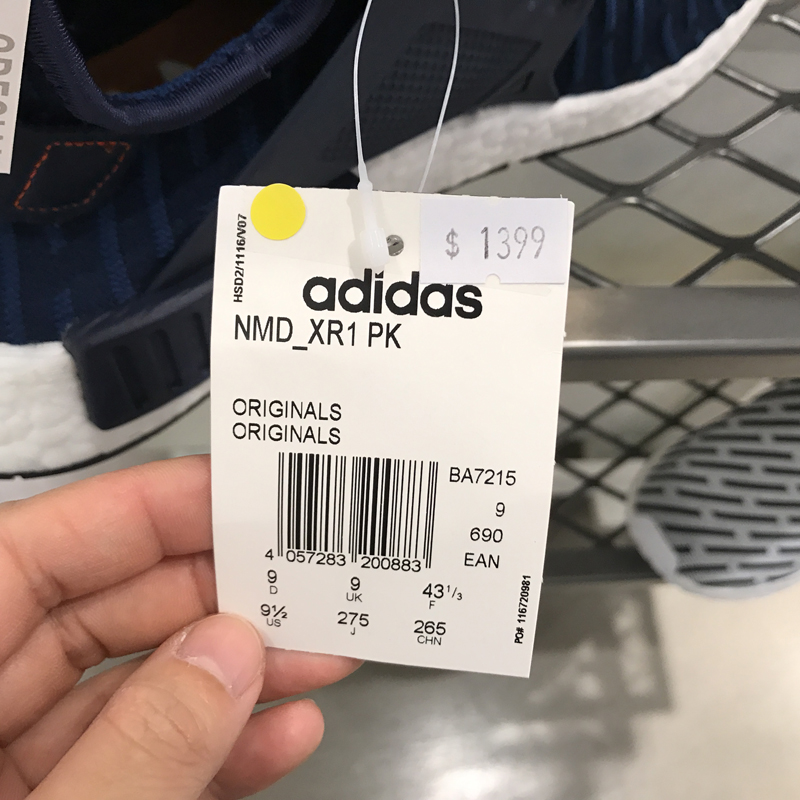 HSD2/1116/V07
$ 1399
adidas
NMD_XR1 PK
ORIGINALS
ORIGINALS
BA7215
9
690
EAN
4 057283 200883
9 9 43 1/3
D UK F
9½ 275 265
US J CHN
PO# 116720981